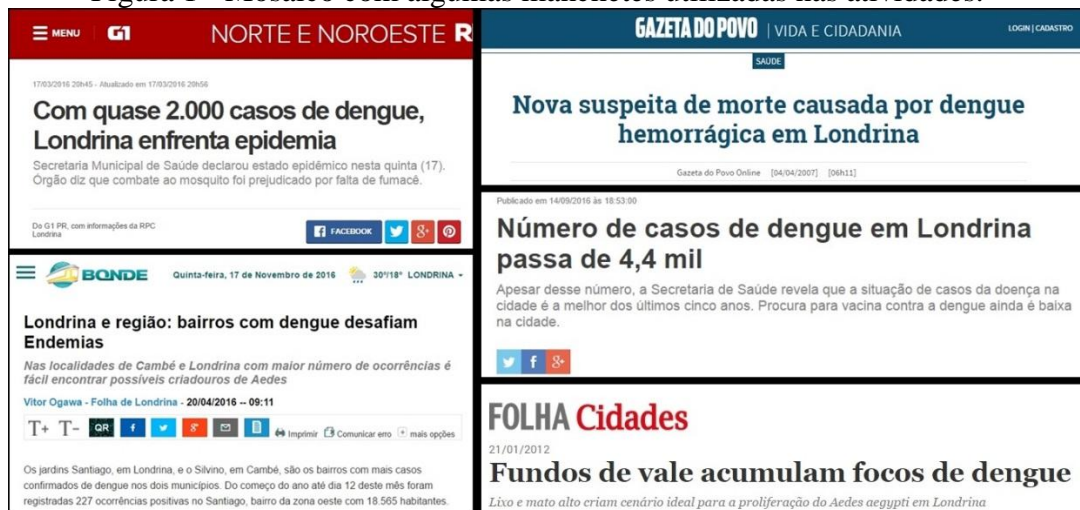 Figura 1 - Mosaico com algumas manchetes utilizadas nas atividades.
MENU G1 NORTE E NOROESTE R
17/03/2016 20h45 - Atualizado em 17/03/2016 20h56
Com quase 2.000 casos de dengue,
Londrina enfrenta epidemia
Secretaria Municipal de Saúde declarou estado epidêmico nesta quinta (17).
Órgão diz que combate ao mosquito foi prejudicado por falta de fumacê.
Do G1 PR, com informações da RPC
Londrina
FACEBOOK
BONDE Quinta-feira, 17 de Novembro de 2016 30°/18° LONDRINA
Londrina e região: bairros com dengue desafiam
Endemias
Nas localidades de Cambé e Londrina com maior número de ocorrências é
fácil encontrar possíveis criadouros de Aedes
Vitor Ogawa - Folha de Londrina - 20/04/2016 -- 09:11
T+ T- QR Imprimir Comunicar erro + mais opções
Os jardins Santiago, em Londrina, e o Silvino, em Cambé, são os bairros com mais casos
confirmados de dengue nos dois municípios. Do começo do ano até dia 12 deste mês foram
registradas 227 ocorrências positivas no Santiago, bairro da zona oeste com 18.565 habitantes.
GAZETA DO POVO | VIDA E CIDADANIA LOGIN | CADASTRO
SAÚDE
Nova suspeita de morte causada por dengue
hemorrágica em Londrina
Gazeta do Povo Online [04/04/2007] [06h11]
Publicado em 14/09/2016 às 18:53:00
Número de casos de dengue em Londrina
passa de 4,4 mil
Apesar desse número, a Secretaria de Saúde revela que a situação de casos da doença na
cidade é a melhor dos últimos cinco anos. Procura para vacina contra a dengue ainda é baixa
na cidade.
FOLHA Cidades
21/01/2012
Fundos de vale acumulam focos de dengue
Lixo e mato alto criam cenário ideal para a proliferação do Aedes aegypti em Londrina